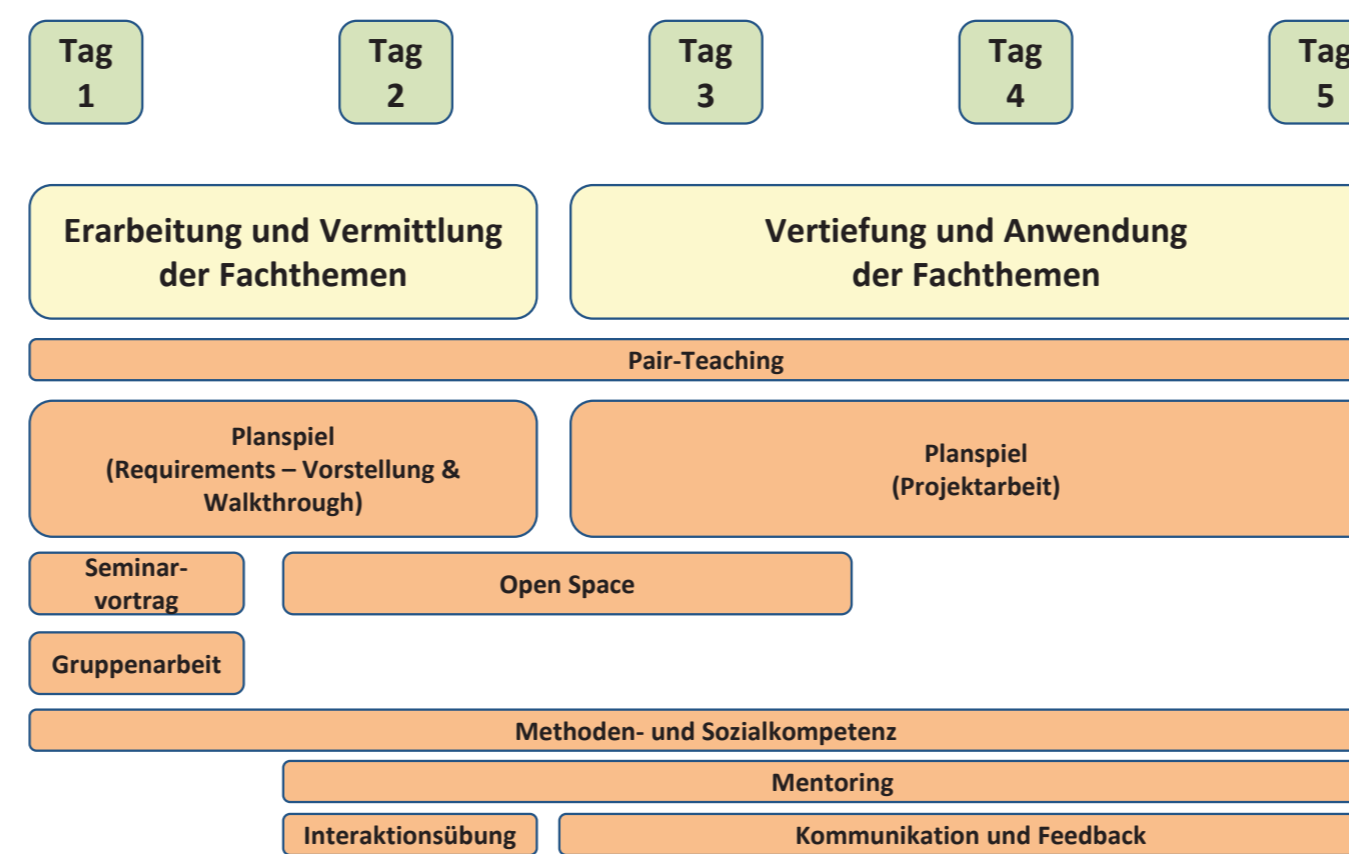 Tag
1
Tag
2
Tag
3
Tag
4
Tag
5
Erarbeitung und Vermittlung
der Fachthemen
Vertiefung und Anwendung
der Fachthemen
Pair-Teaching
Planspiel
(Requirements – Vorstellung &
Walkthrough)
Planspiel
(Projektarbeit)
Seminar-
vortrag
Open Space
Gruppenarbeit
Methoden- und Sozialkompetenz
Mentoring
Interaktionsübung
Kommunikation und Feedback